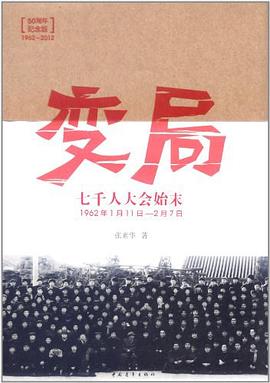 50周年
纪念版
1962-2012
变局
七千人大会始末
1962年1月11日—2月7日
张素华 著
中国青年出版社